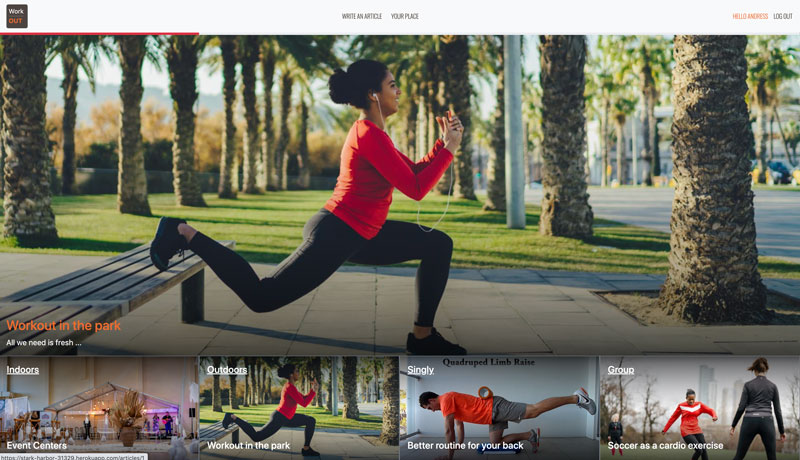 Work
OUT
WRITE AN ARTICLE
YOUR PLACE
HELLO ANDRESS
LOG OUT
Workout in the park
All we need is fresh ...
Indoors
Outdoors
Singly
Group
Quadruped Limb Raise
Event Centers
Workout in the park
Better routine for your back
Soccer as a cardio exercise
https://stark-harbor-31329.herokuapp.com/articles/1